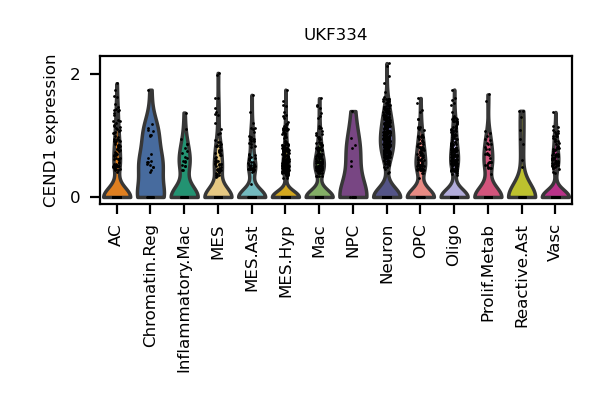 UKF334
CEND1 expression
2
0
AC
Chromatin.Reg
Inflammatory.Mac
MES
MES.Ast
MES.Hyp
Mac
NPC
Neuron
OPC
Oligo
Prolif.Metab
Reactive.Ast
Vasc